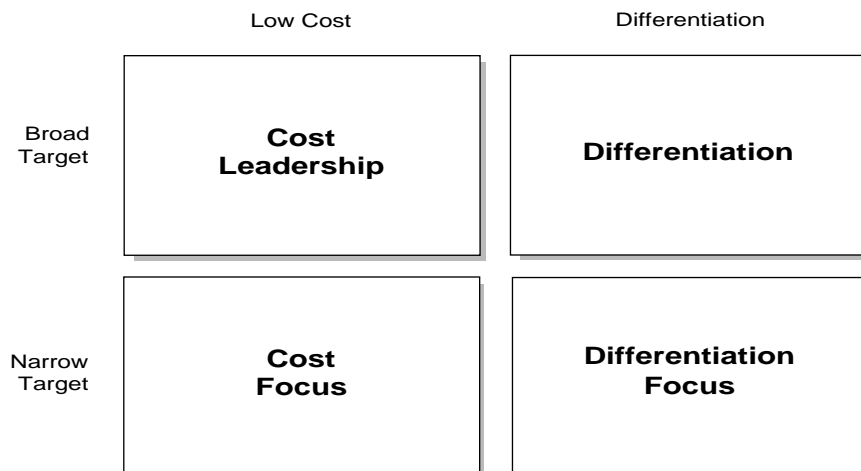 Low Cost
Differentiation
Broad
Target
Cost
Leadership
Differentiation
Narrow
Target
Cost
Focus
Differentiation
Focus